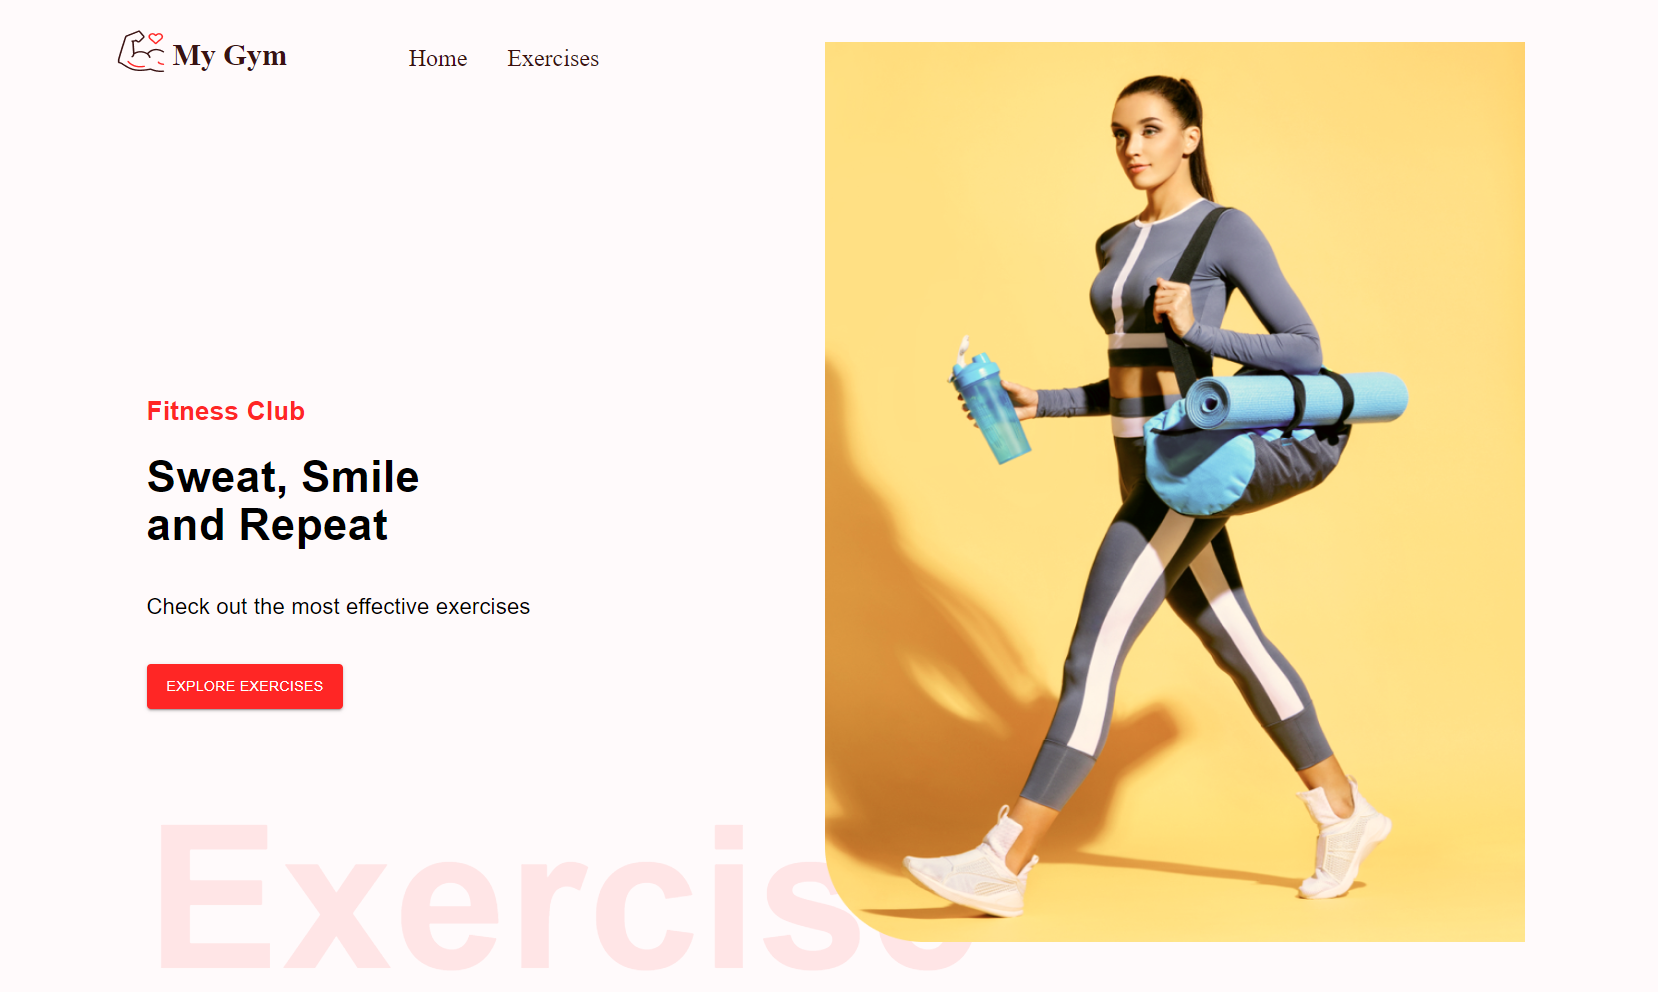 My Gym
Home
Exercises
Fitness Club
Sweat, Smile
and Repeat
Check out the most effective exercises
EXPLORE EXERCISES
Exercise